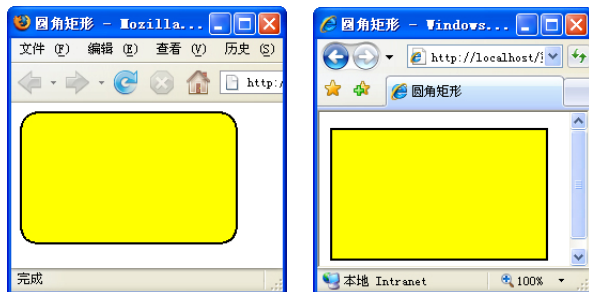 圆角矩形 - Mozilla...
文件 (F) 编辑 (E) 查看 (V) 历史 (S)
http:/
完成
圆角矩形 - Windows...
http://localhost/
圆角矩形
本地 Intranet 100%